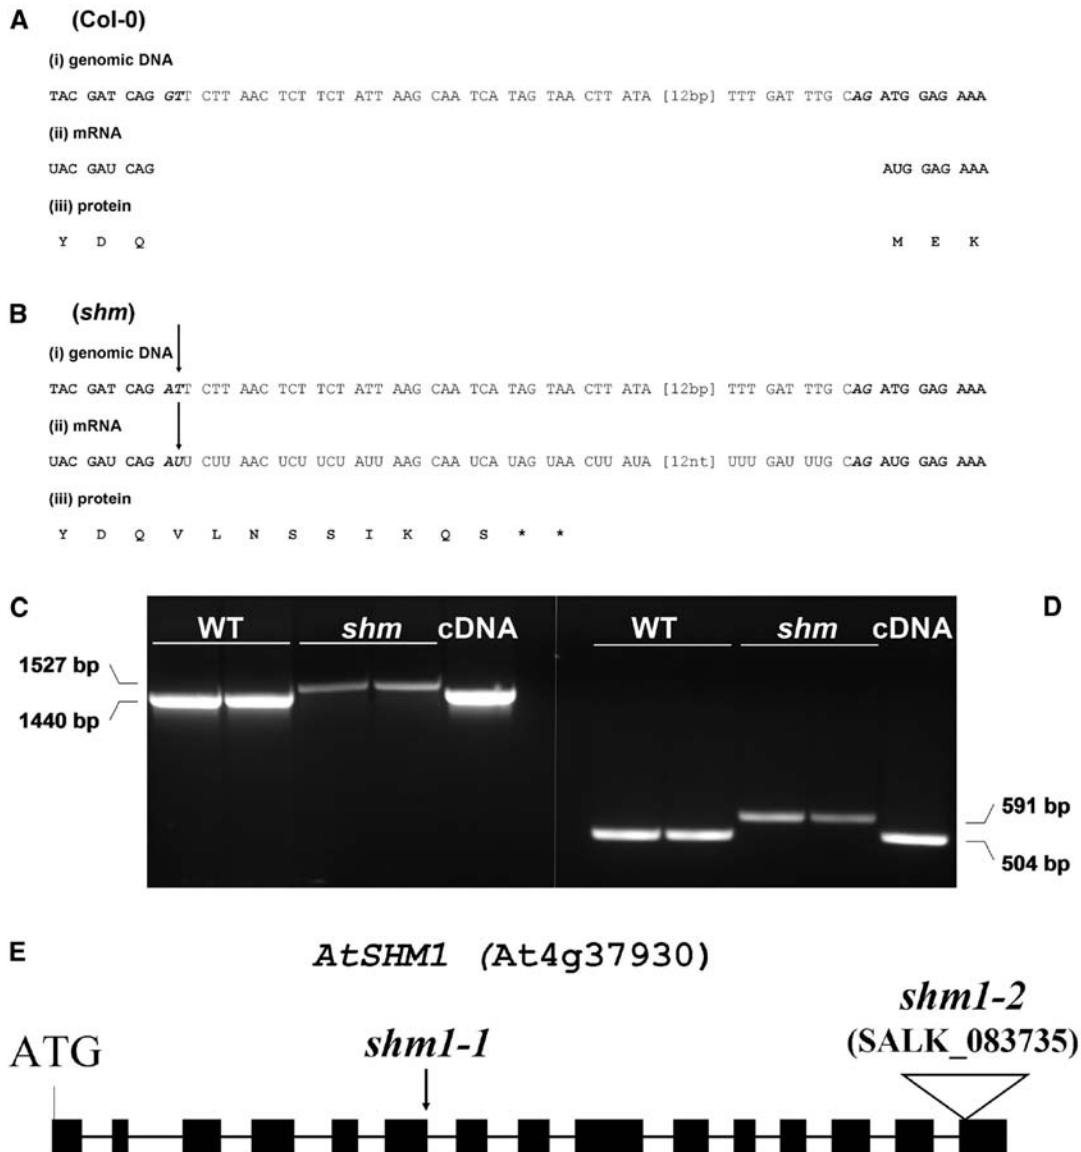 A (Col-0)
(i) genomic DNA
TAC GAT CAG GTT CTT AAC TCT TCT ATT AAG CAA TCA TAG TAA CTT ATA [12bp] TTT GAT TTG CAG ATG GAG AAA
(ii) mRNA
UAC GAU CAG AUG GAG AAA
(iii) protein
Y D Q M E K
B (shm)
(i) genomic DNA
TAC GAT CAG ATT CTT AAC TCT TCT ATT AAG CAA TCA TAG TAA CTT ATA [12bp] TTT GAT TTG CAG ATG GAG AAA
(ii) mRNA
UAC GAU CAG AUU CUU AAC UCU UCU AUU AAG CAA UCA UAG UAA CUU AUA [12nt] UUU GAU UUG CAG AUG GAG AAA
(iii) protein
Y D Q V L N S S I K Q S * *
C D
WT shm cDNA WT shm cDNA
1527 bp
1440 bp
591 bp
504 bp
E AtSHM1 (At4g37930)
shm1-2
(SALK_083735)
shm1-1
ATG